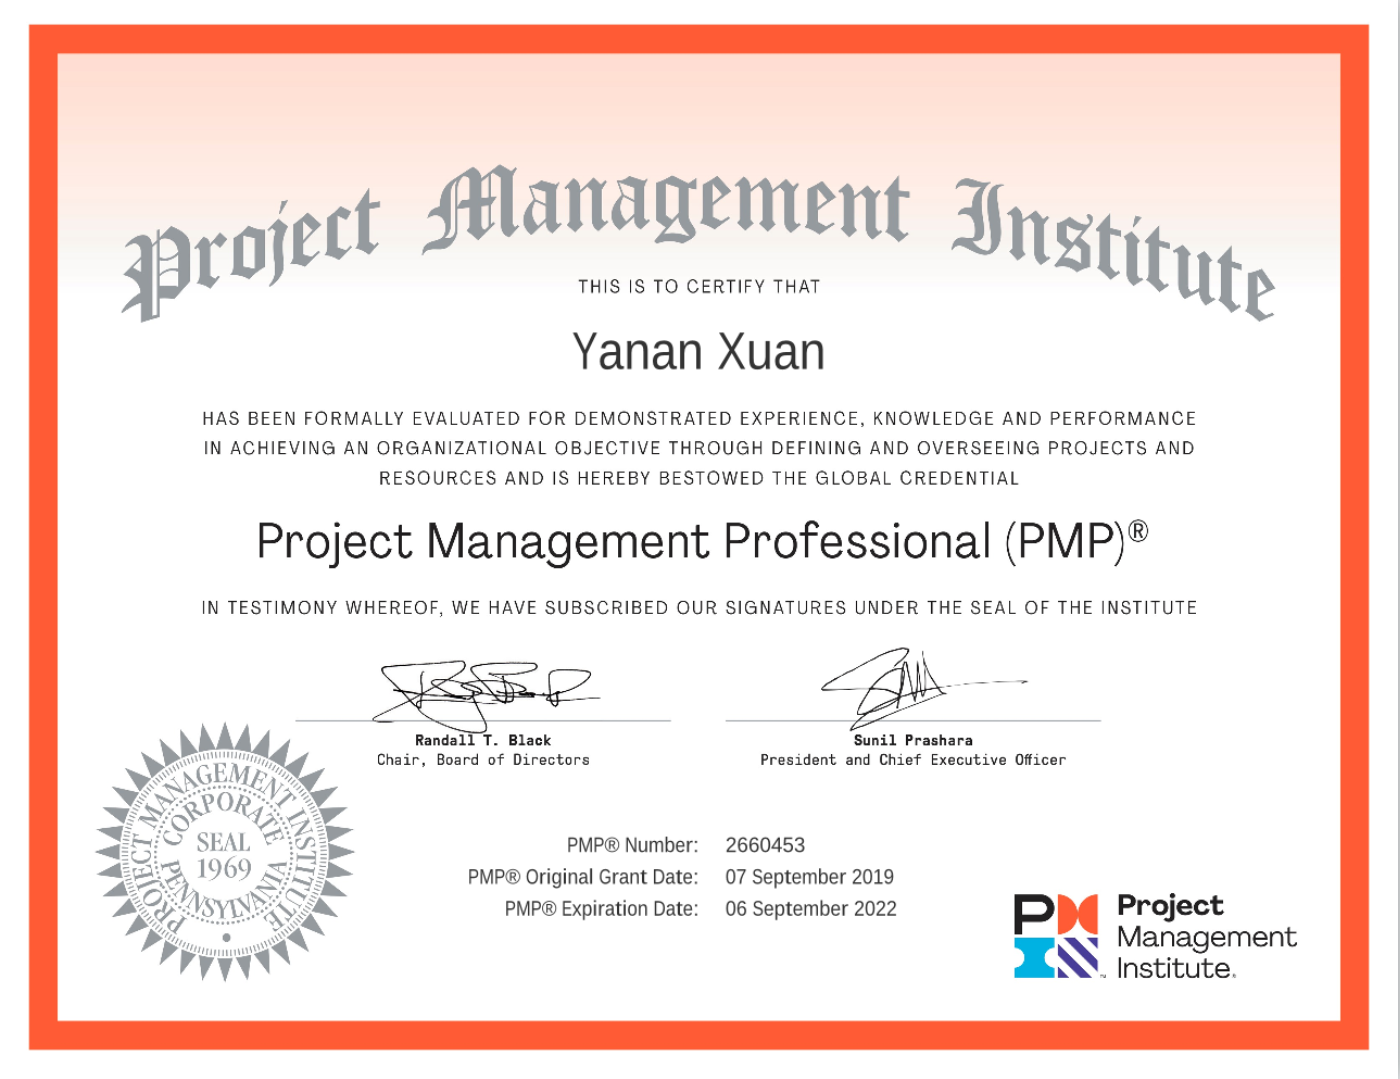 Project Management Institute
THIS IS TO CERTIFY THAT
Yanan Xuan
HAS BEEN FORMALLY EVALUATED FOR DEMONSTRATED EXPERIENCE, KNOWLEDGE AND PERFORMANCE
IN ACHIEVING AN ORGANIZATIONAL OBJECTIVE THROUGH DEFINING AND OVERSEEING PROJECTS AND
RESOURCES AND IS HEREBY BESTOWED THE GLOBAL CREDENTIAL
Project Management Professional (PMP)®
IN TESTIMONY WHEREOF, WE HAVE SUBSCRIBED OUR SIGNATURES UNDER THE SEAL OF THE INSTITUTE
Randall T. Black
Chair, Board of Directors
Sunil Prashara
President and Chief Executive Officer
PROJECT MANAGEMENT INSTITUTE
CORPORATE
SEAL
1969
PENNSYLVANIA
PMP® Number: 2660453
PMP® Original Grant Date: 07 September 2019
PMP® Expiration Date: 06 September 2022
PM
Project
Management
Institute®